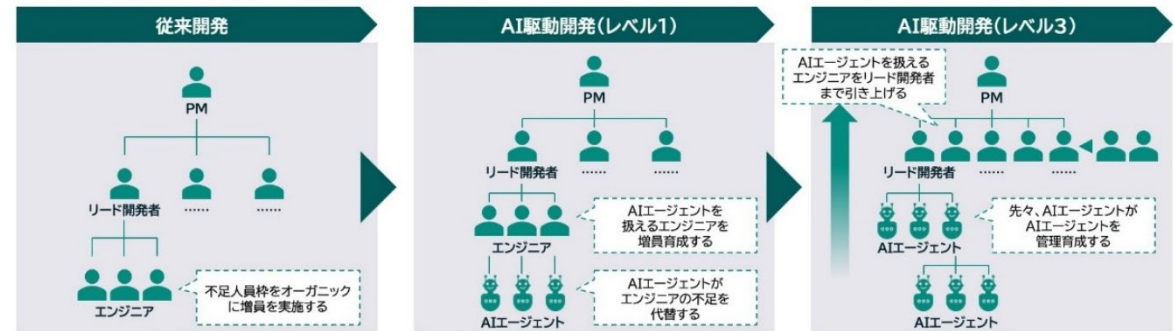 従来開発
PM
リード開発者
……
……
エンジニア
不足人員枠をオーガニック
に増員を実施する
AI駆動開発(レベル1)
PM
リード開発者
……
……
エンジニア
AIエージェントを
扱えるエンジニアを
増員育成する
AIエージェント
AIエージェントが
エンジニアの不足を
代替する
AI駆動開発(レベル3)
AIエージェントを扱える
エンジニアをリード開発者
まで引き上げる
PM
リード開発者
……
……
AIエージェント
先々、AIエージェントが
AIエージェントを
管理育成する
AIエージェント